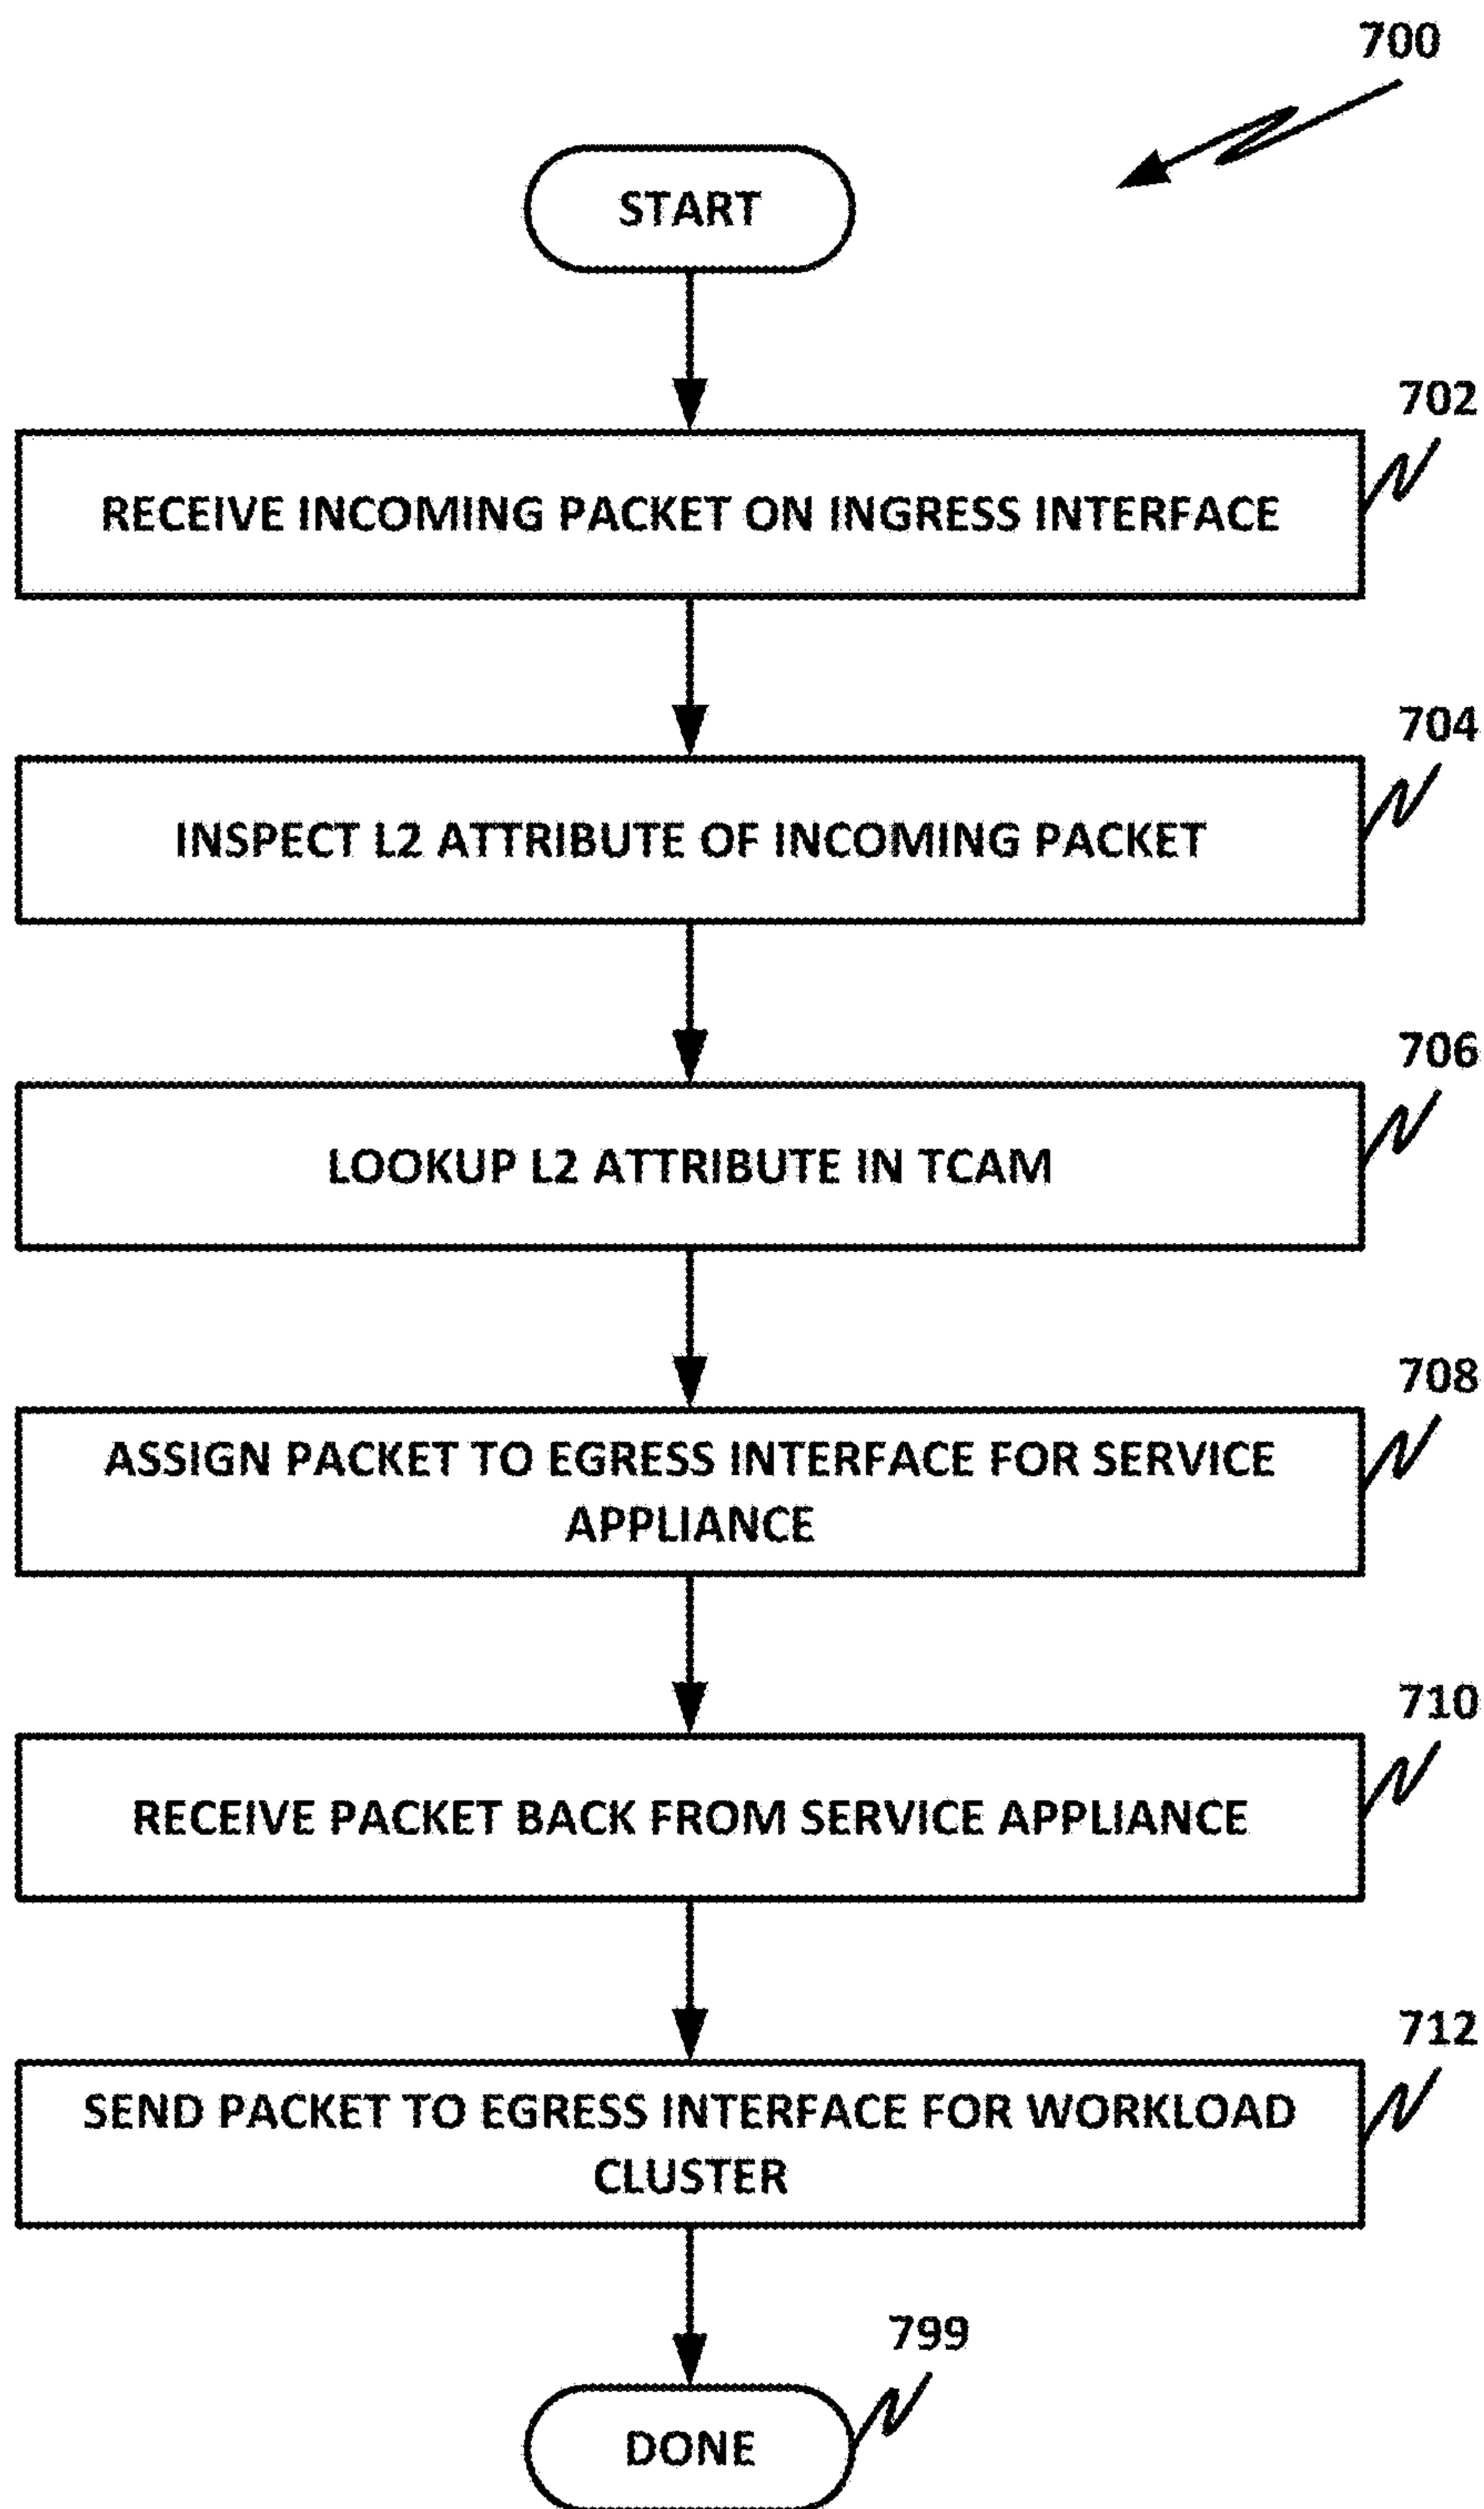 700
START
702
RECEIVE INCOMING PACKET ON INGRESS INTERFACE
704
INSPECT L2 ATTRIBUTE OF INCOMING PACKET
706
LOOKUP L2 ATTRIBUTE IN TCAM
708
ASSIGN PACKET TO EGRESS INTERFACE FOR SERVICE
APPLIANCE
710
RECEIVE PACKET BACK FROM SERVICE APPLIANCE
712
SEND PACKET TO EGRESS INTERFACE FOR WORKLOAD
CLUSTER
799
DONE